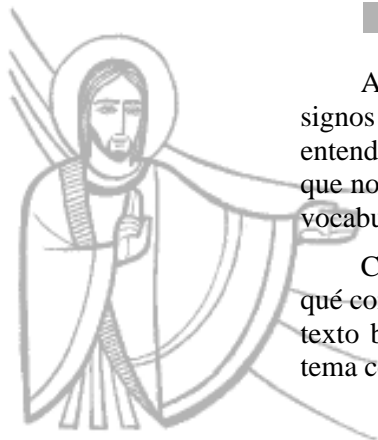 A
signos
entend
que no
vocabu
C
qué co
texto b
tema c